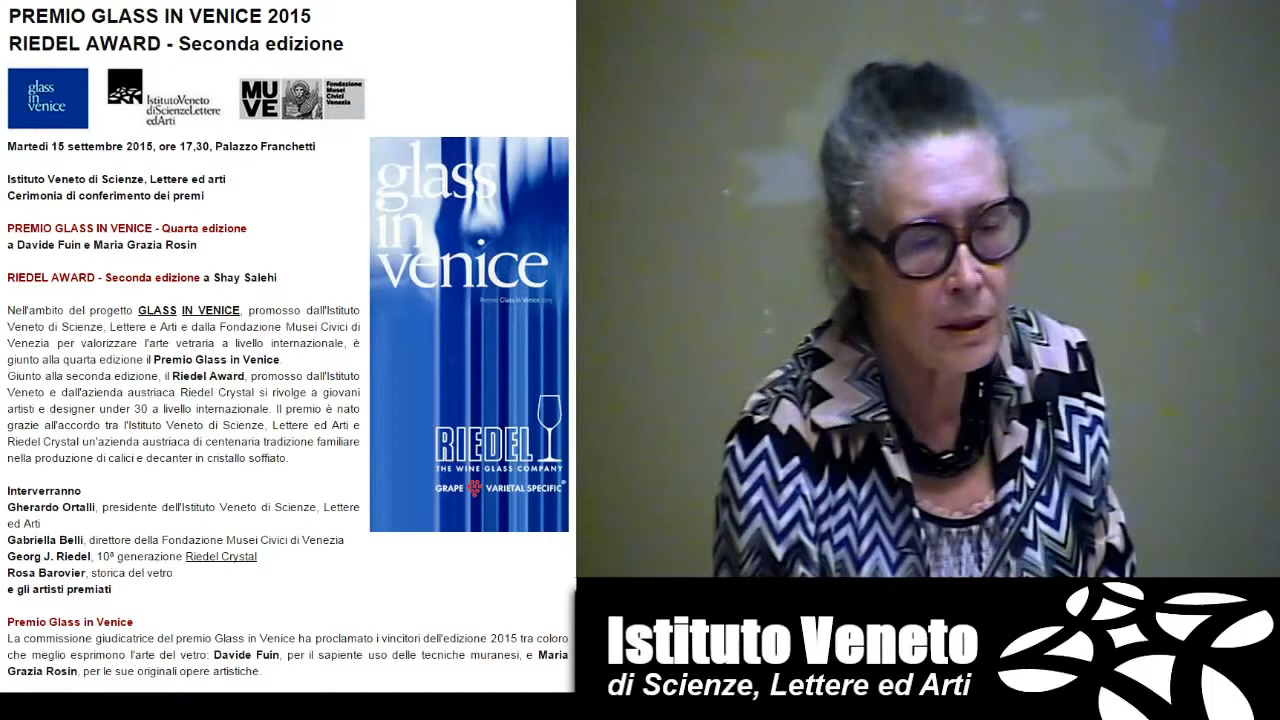 PREMIO GLASS IN VENICE 2015
RIEDEL AWARD - Seconda edizione
glass
in
venice
IstitutoVeneto
diScienzeLettere
edArti
MU
VE
Fondazione
Musei
Civici
Venezia
Martedì 15 settembre 2015, ore 17,30, Palazzo Franchetti
Istituto Veneto di Scienze, Lettere ed arti
Cerimonia di conferimento dei premi
PREMIO GLASS IN VENICE - Quarta edizione
a Davide Fuin e Maria Grazia Rosin
RIEDEL AWARD - Seconda edizione a Shay Salehi
Nell'ambito del progetto GLASS IN VENICE, promosso dall'Istituto
Veneto di Scienze, Lettere e Arti e dalla Fondazione Musei Civici di
Venezia per valorizzare l'arte vetraria a livello internazionale, è
giunto alla quarta edizione il Premio Glass in Venice.
Giunto alla seconda edizione, il Riedel Award, promosso dall'Istituto
Veneto e dall'azienda austriaca Riedel Crystal si rivolge a giovani
artisti e designer under 30 a livello internazionale. Il premio è nato
grazie all'accordo tra l'Istituto Veneto di Scienze, Lettere ed Arti e
Riedel Crystal un'azienda austriaca di centenaria tradizione familiare
nella produzione di calici e decanter in cristallo soffiato.
Interverranno
Gherardo Ortalli, presidente dell'Istituto Veneto di Scienze, Lettere
ed Arti
Gabriella Belli, direttore della Fondazione Musei Civici di Venezia
Georg J. Riedel, 10ª generazione Riedel Crystal
Rosa Barovier, storica del vetro
e gli artisti premiati
Premio Glass in Venice
La commissione giudicatrice del premio Glass in Venice ha proclamato i vincitori dell'edizione 2015 tra coloro
che meglio esprimono l'arte del vetro: Davide Fuin, per il sapiente uso delle tecniche muranesi, e Maria
Grazia Rosin, per le sue originali opere artistiche.
glass
in
venice
Premio Glass in Venice 2015
RIEDEL
THE WINE GLASS COMPANY
GRAPE VARIETAL SPECIFIC®
Istituto Veneto
di Scienze, Lettere ed Arti